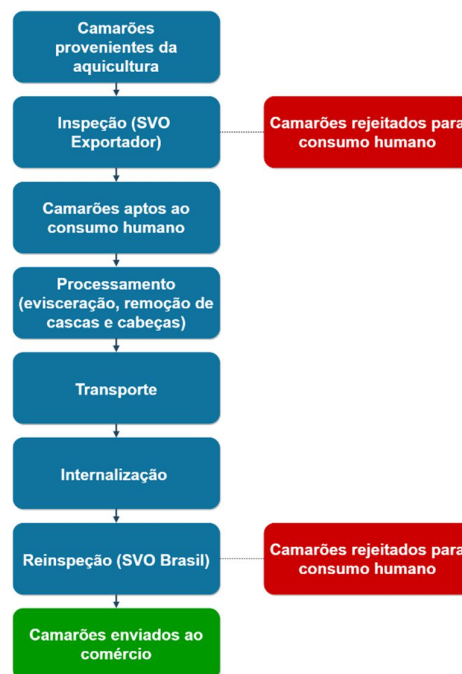 Camarões
provenientes da
aquicultura
Inspeção (SVO
Exportador)
Camarões rejeitados para
consumo humano
Camarões aptos ao
consumo humano
Processamento
(evisceração, remoção de
cascas e cabeças)
Transporte
Internalização
Reinspeção (SVO Brasil)
Camarões rejeitados para
consumo humano
Camarões enviados ao
comércio